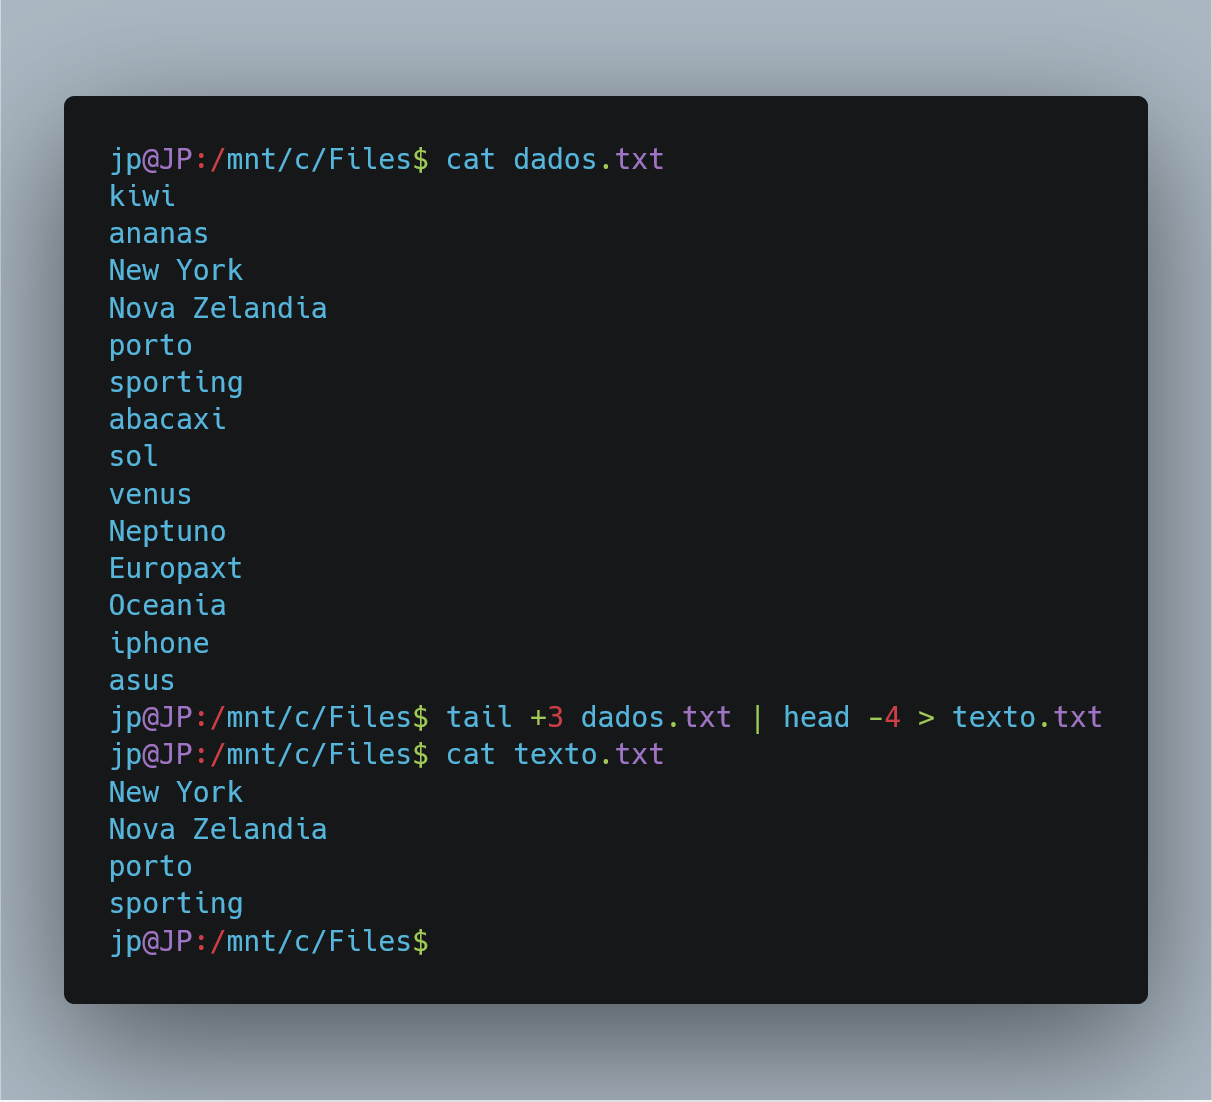 jp@JP:/mnt/c/Files$ cat dados.txt
kiwi
ananas
New York
Nova Zelandia
porto
sporting
abacaxi
sol
venus
Neptuno
Europaxt
Oceania
iphone
asus
jp@JP:/mnt/c/Files$ tail +3 dados.txt | head -4 > texto.txt
jp@JP:/mnt/c/Files$ cat texto.txt
New York
Nova Zelandia
porto
sporting
jp@JP:/mnt/c/Files$